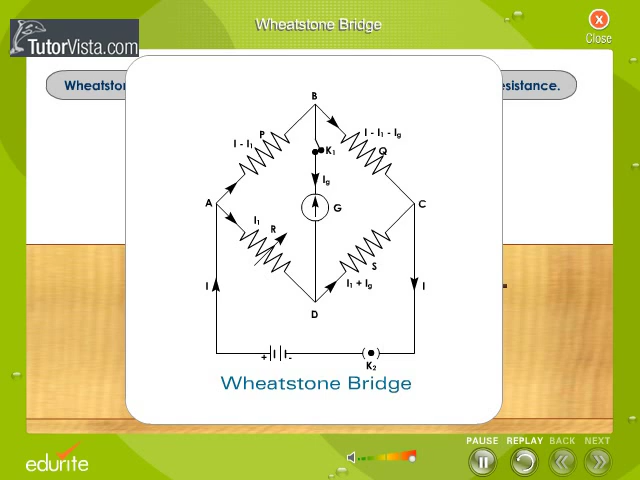 Wheatstone Bridge
Close
TutorVista.com
Wheatston
esistance.
B
P
I - I1
K1
I - I1 - Ig
Q
Ig
A
C
I1
R
G
S
I1 + Ig
I
I
D
+
-
K2
Wheatstone Bridge
PAUSE REPLAY BACK NEXT
edurite